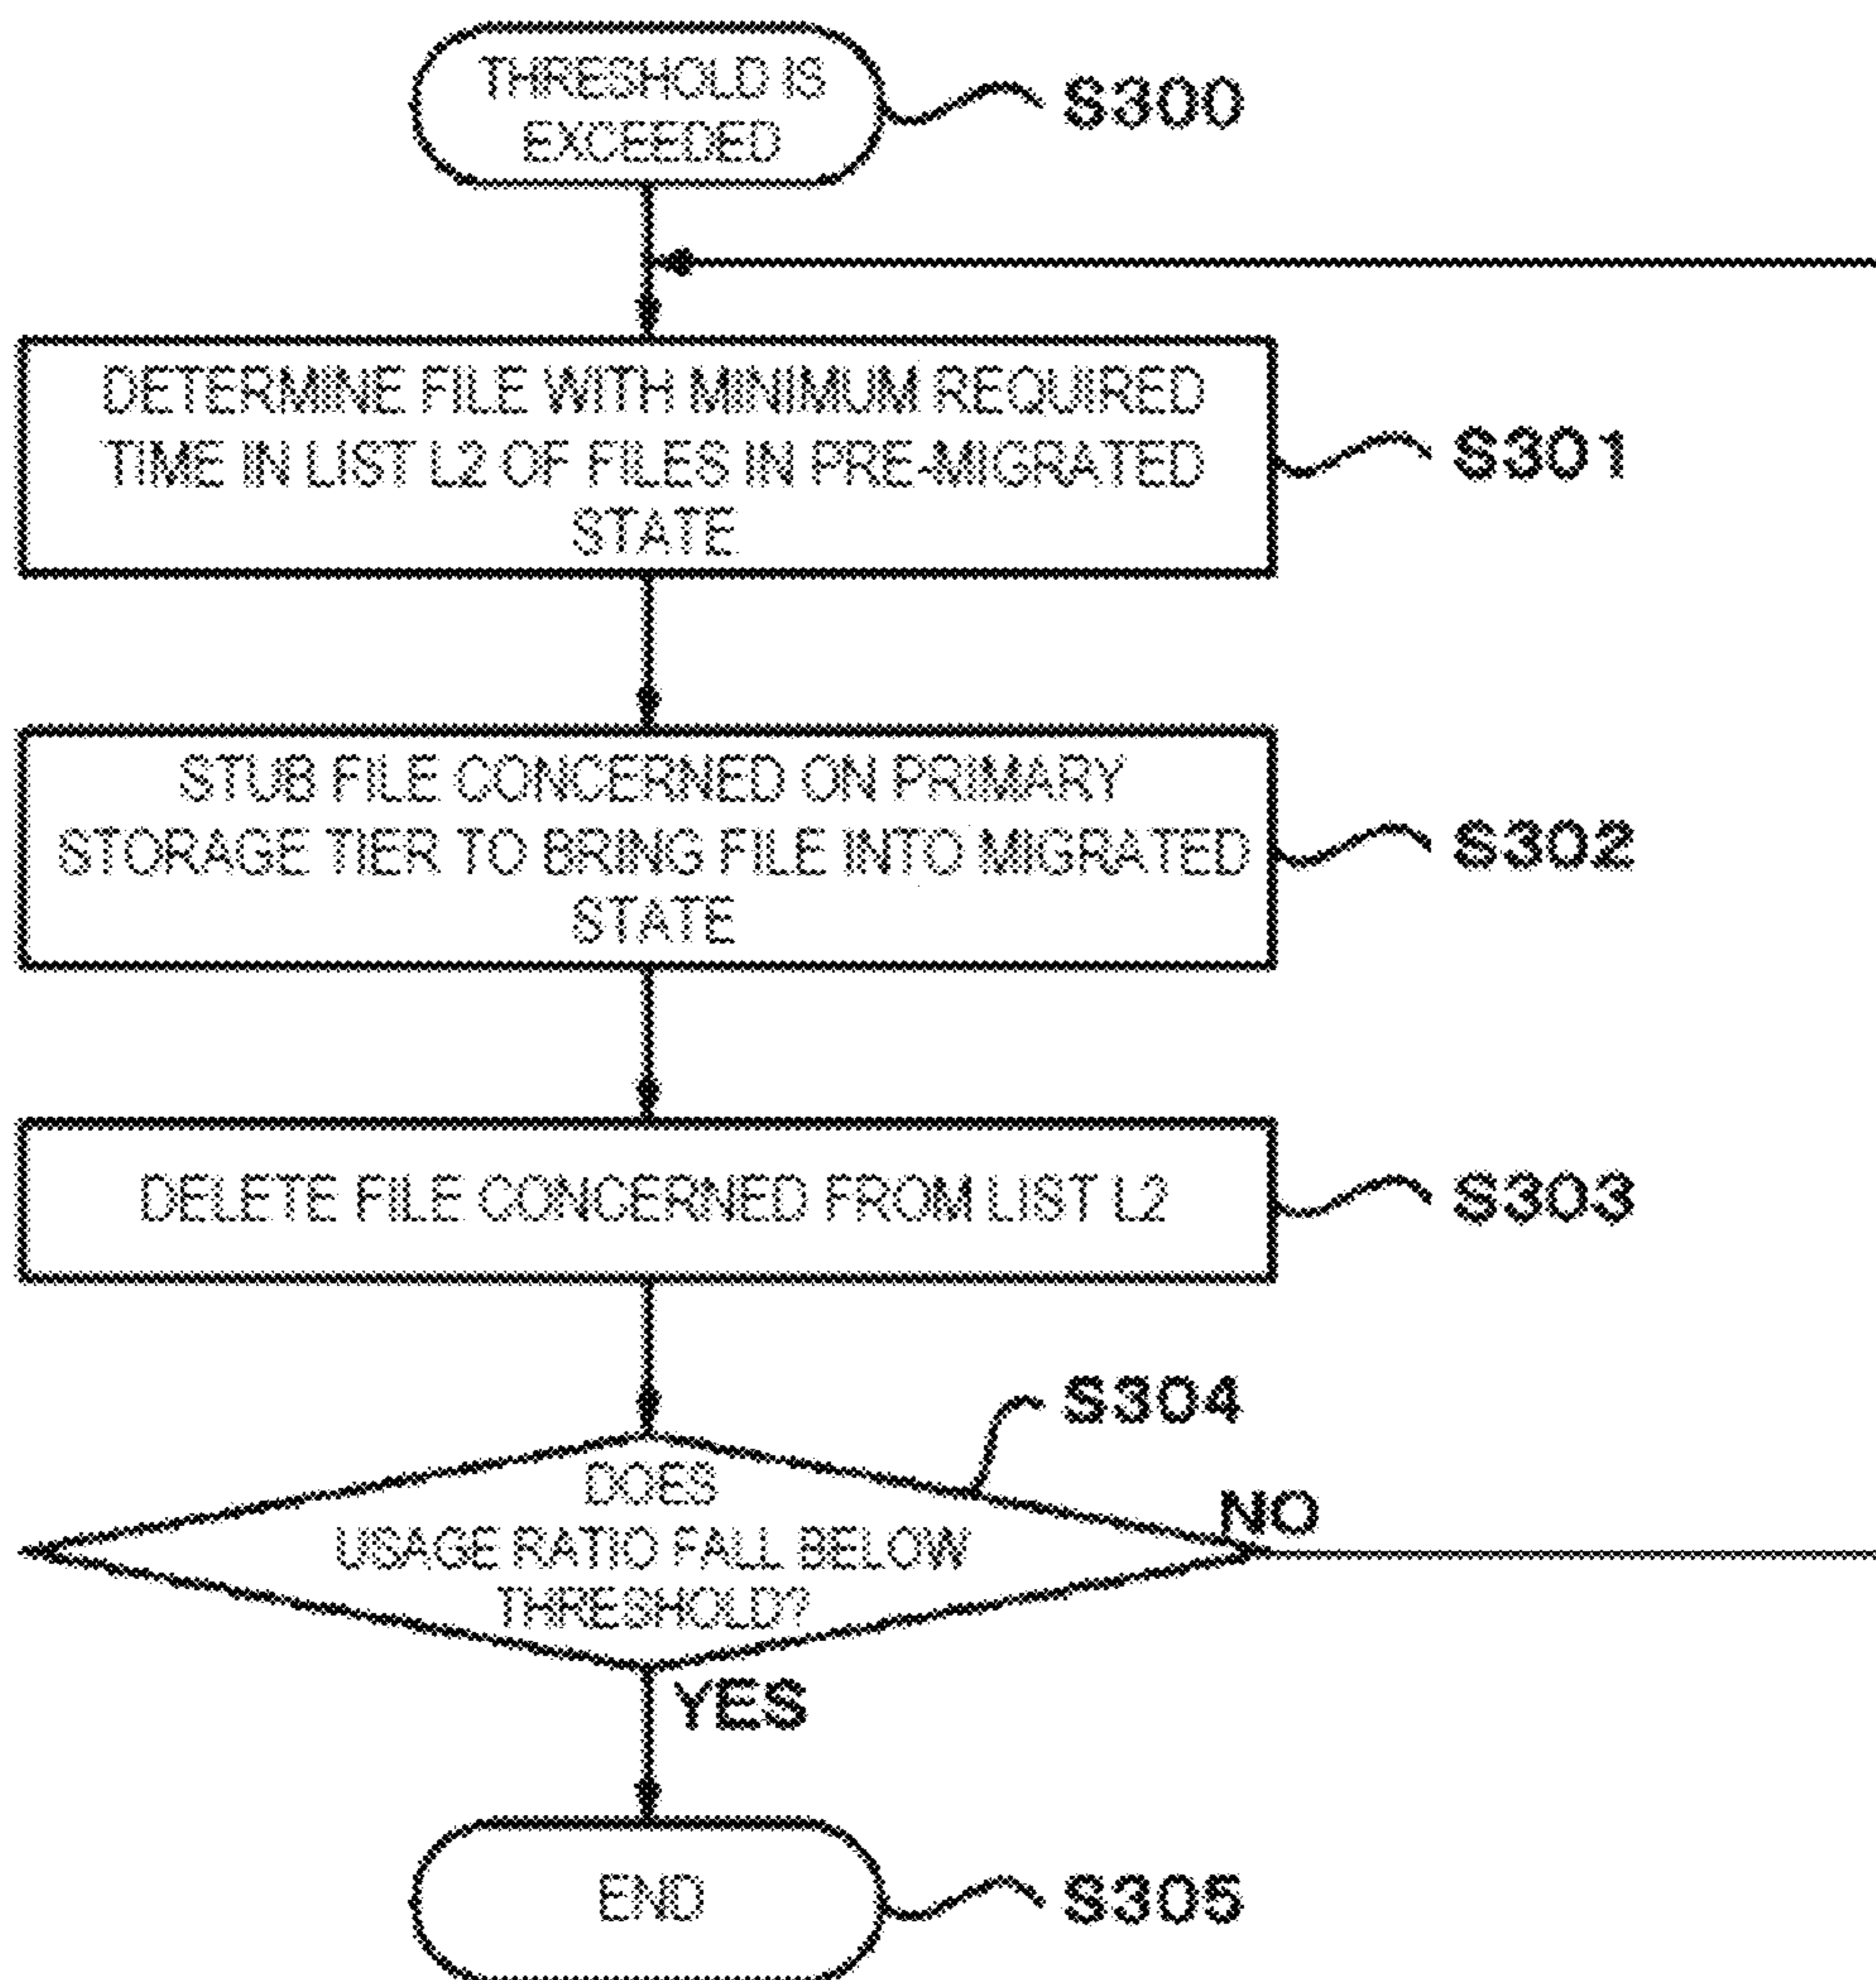 THRESHOLD IS
EXCEEDED
S300
DETERMINE FILE WITH MINIMUM REQUIRED
TIME IN LIST L2 OF FILES IN PRE-MIGRATED
STATE
S301
STUB FILE CONCERNED ON PRIMARY
STORAGE TIER TO BRING FILE INTO MIGRATED
STATE
S302
DELETE FILE CONCERNED FROM LIST L2
S303
S304
DOES
USAGE RATIO FALL BELOW
THRESHOLD?
NO
YES
END
S305